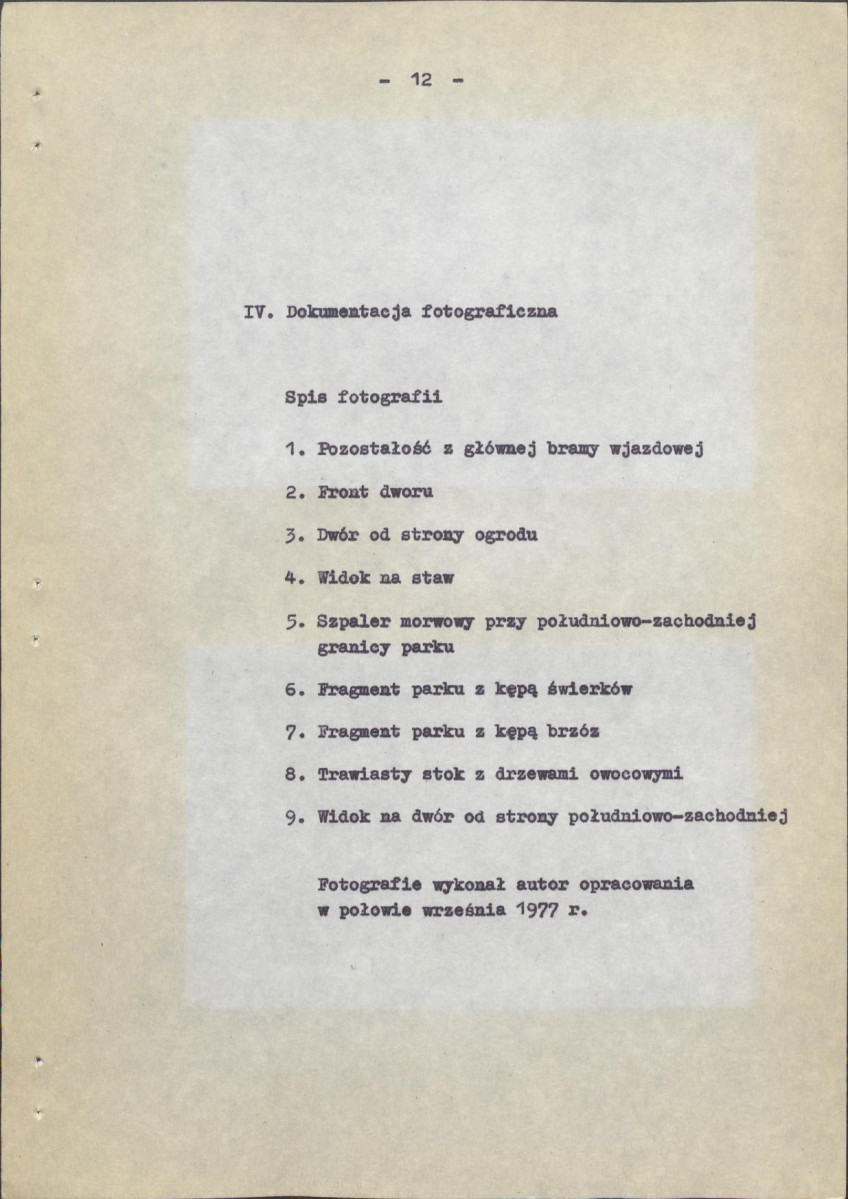 - 12 -
IV. Dokumentacja fotograficzna
Spis fotografii
1. Pozostałość z głównej bramy wjazdowej
2. Front dworu
3. Dwór od strony ogrodu
4. Widok na staw
5. Szpaler morwowy przy południowo-zachodniej
granicy parku
6. Fragment parku z kępą świerków
7. Fragment parku z kępą brzóz
8. Trawiasty stok z drzewami owocowymi
9. Widok na dwór od strony południowo-zachodniej
Fotografie wykonał autor opracowania
w połowie września 1977 r.